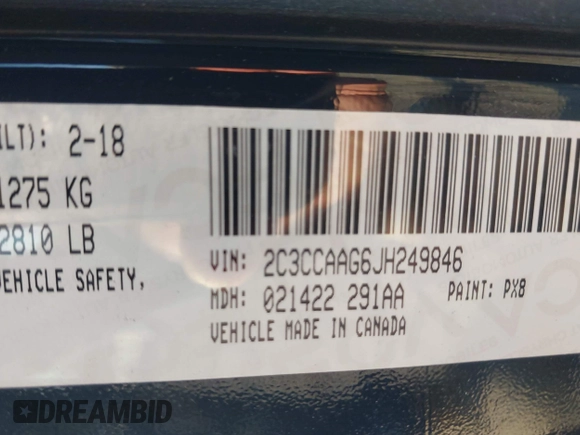 ILT): 2-18
1275 KG
2810 LB
VEHICLE SAFETY,
VIN: 2C3CCAAG6JH249846
MDH: 021422 291AA PAINT: PX8
VEHICLE MADE IN CANADA
DREAMBID